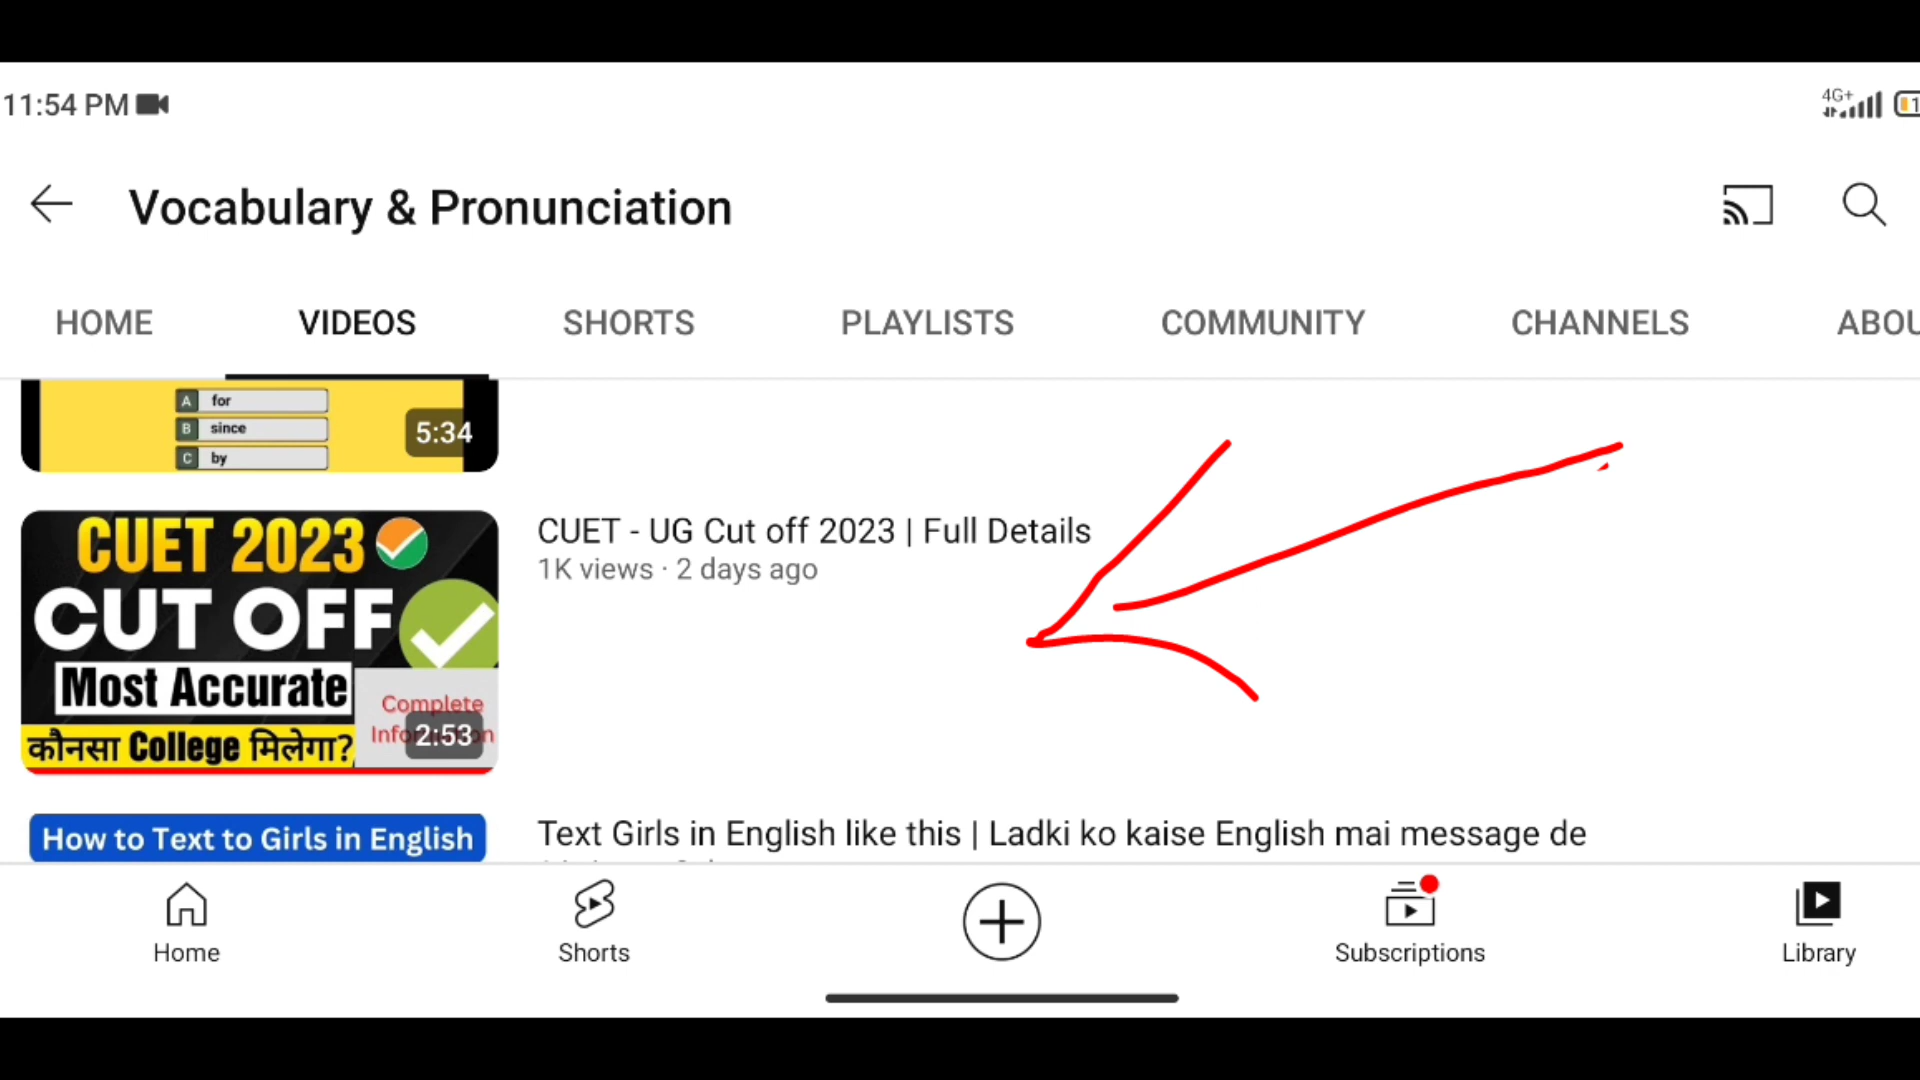 11:54 PM
4G+
Vocabulary & Pronunciation
HOME VIDEOS SHORTS PLAYLISTS COMMUNITY CHANNELS ABOU
A for
B since
C by
5:34
CUET 2023
CUT OFF
Most Accurate
कौनसा College मिलेगा?
Complete
2:53
CUET - UG Cut off 2023 | Full Details
1K views · 2 days ago
How to Text to Girls in English
Text Girls in English like this | Ladki ko kaise English mai message de
Home Shorts Subscriptions Library